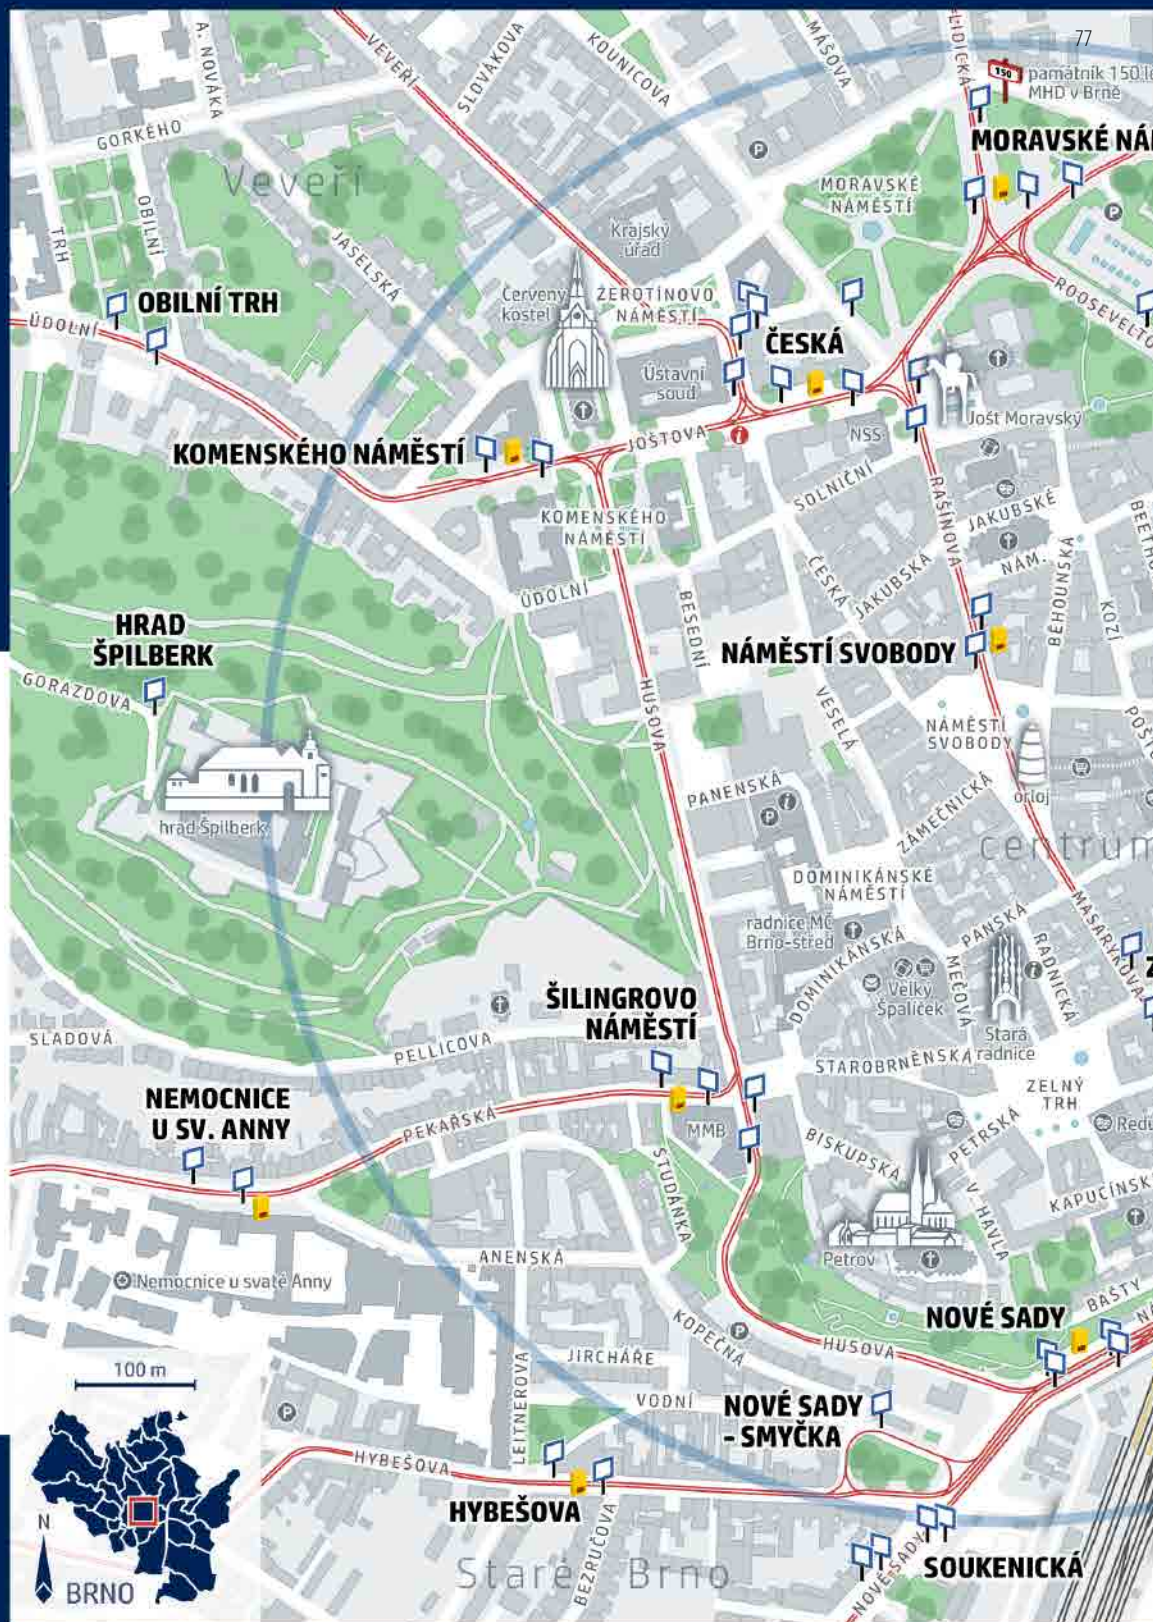 77
LIDICKÁ
150
památník 150 le
MHD v Brně
A. NOVÁKA
VEVEŘÍ
SLOVÁKOVA
KOUNICOVA
MÁSOVA
GORKÉHO
MORAVSKÉ NÁM
Veveří
MORAVSKÉ
NÁMĚSTÍ
P
P
TRH
OBILNÍ
JASELSKÁ
Krajský
úřad
ROOSEVELTO
OBILNÍ TRH
Červený
kostel
ŽEROTÍNOVO
NÁMĚSTÍ
ÚDOLNÍ
ČESKÁ
Ústavní
soud
Jošt Moravský
KOMENSKÉHO NÁMĚSTÍ
JOŠTOVA
NSS
SOLNIČNÍ
RAŠÍNOVA
JAKUBSKÉ
NÁM.
KOMENSKÉHO
NÁMĚSTÍ
BEETHO
ČESKÁ
JAKUBSKÁ
BĚHOUNSKÁ
KOZÍ
ÚDOLNÍ
BESEDNÍ
HRAD
ŠPILBERK
NÁMĚSTÍ SVOBODY
GORAZDOVA
HUSOVA
VESELÁ
NÁMĚSTÍ
SVOBODY
POŠTO
PANENSKÁ
P
orloj
hrad Špilberk
ZÁMEČNICKÁ
centrum
DOMINIKÁNSKÉ
NÁMĚSTÍ
MASARYKOVA
radnice MČ
Brno-střed
PANSKÁ
RADNICKÁ
DOMINIKÁNSKÁ
MEČOVÁ
Velký
Špalíček
Z
ŠILINGROVO
NÁMĚSTÍ
SLADOVÁ
PELLICOVA
Stará
radnice
STAROBRNĚNSKÁ
NEMOCNICE
U SV. ANNY
ZELNÝ
TRH
PEKAŘSKÁ
MMB
BISKUPSKÁ
PETRSKÁ
Redu
STUDÁNKA
V HAVLA
KAPUCÍNSK
ANENSKÁ
Petrov
Nemocnice u svaté Anny
NOVÉ SADY
BAŠTY
NÁ
KOPEČNÁ
P
HUSOVA
100 m
JIRCHÁŘE
LEITNEROVA
VODNÍ
NOVÉ SADY
- SMYČKA
P
HYBEŠOVA
HYBEŠOVA
BEZRUČOVA
N
Staré Brno
NOVÉ SADY
SOUKENICKÁ
BRNO